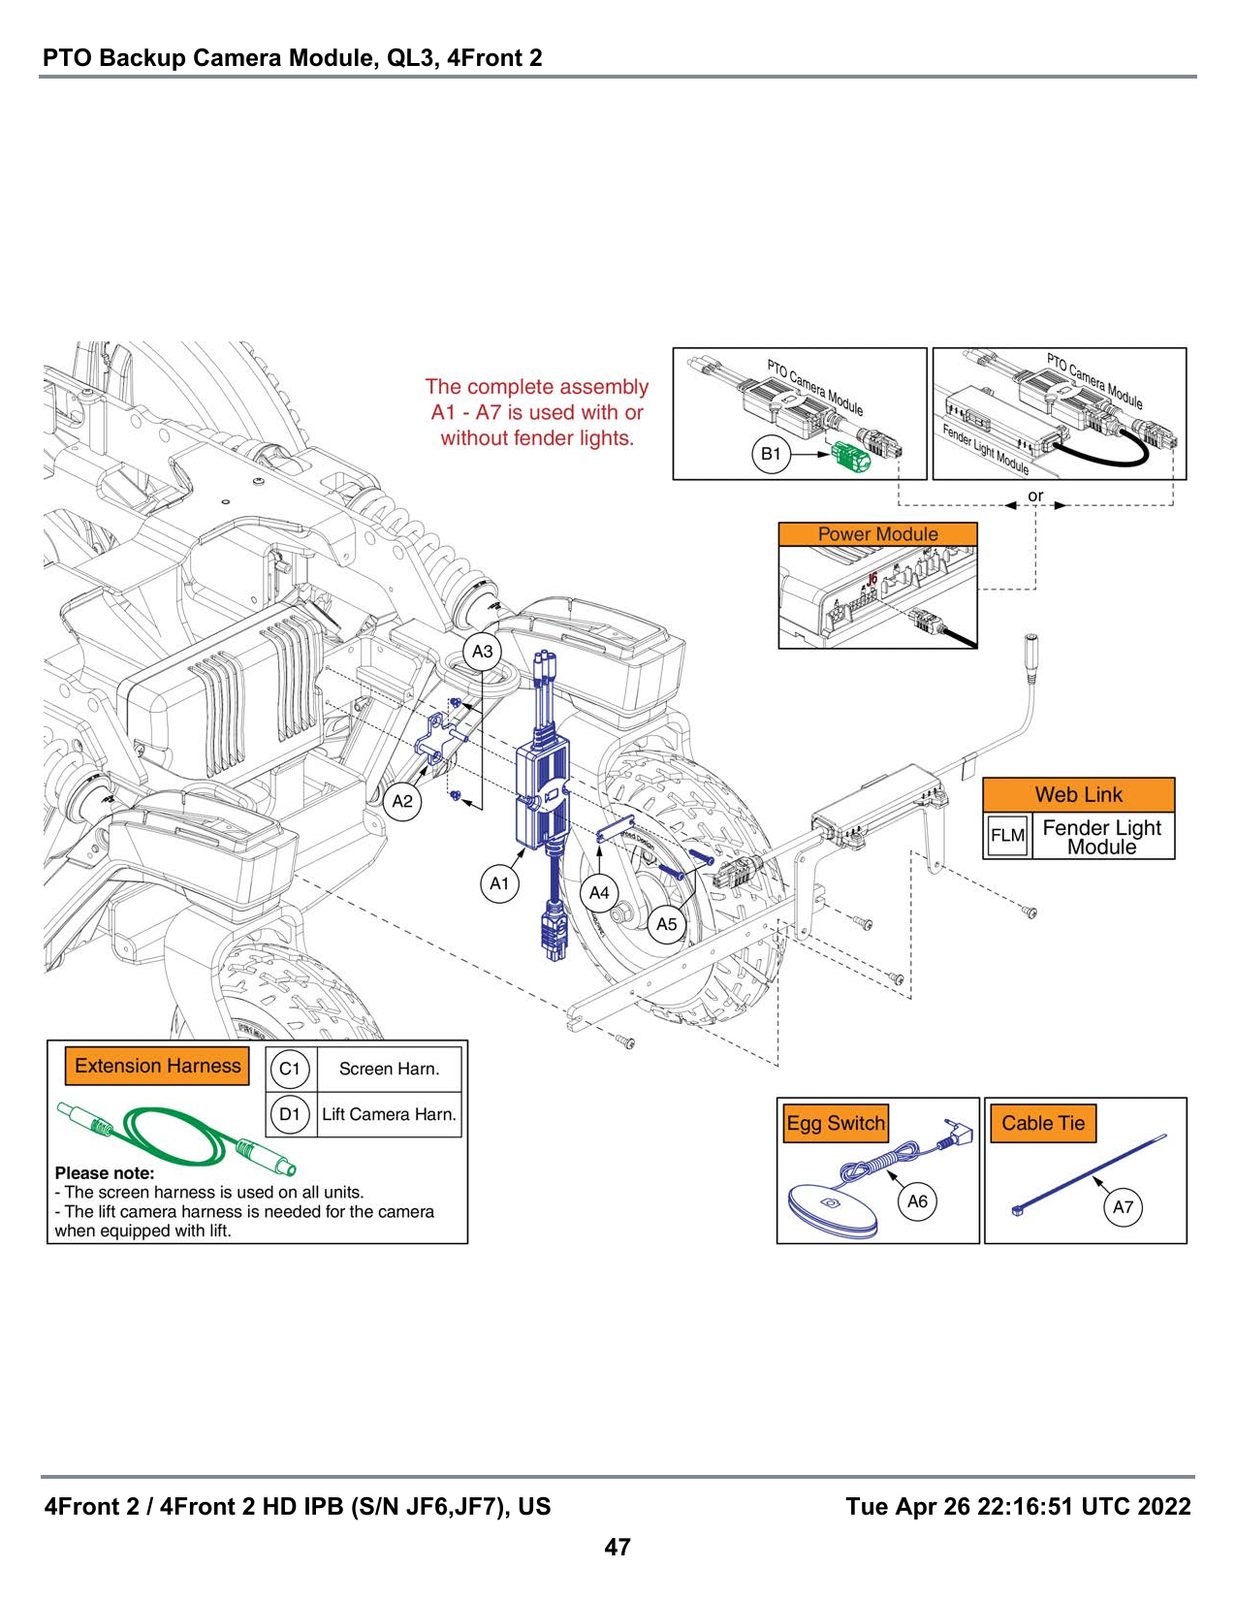 PTO Backup Camera Module, QL3, 4Front 2
The complete assembly
A1 - A7 is used with or
without fender lights.
PTO Camera Module
B1
PTO Camera Module
Fender Light Module
or
Power Module
J6
A3
A2
A1
A4
A5
Web Link
FLM
Fender Light
Module
Extension Harness
C1
Screen Harn.
D1
Lift Camera Harn.
Please note:
- The screen harness is used on all units.
- The lift camera harness is needed for the camera
when equipped with lift.
Egg Switch
A6
Cable Tie
A7
4Front 2 / 4Front 2 HD IPB (S/N JF6,JF7), US
Tue Apr 26 22:16:51 UTC 2022
47